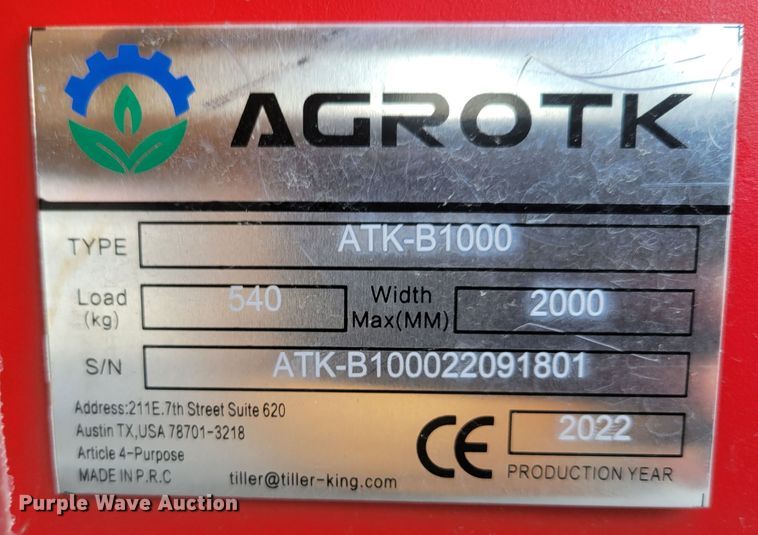 AGROTK
TYPE ATK-B1000
Load (kg) 540 Width Max(MM) 2000
S/N ATK-B100022091801
Address:211E.7th Street Suite 620
Austin TX,USA 78701-3218
Article 4-Purpose
MADE IN P.R.C
tiller@tiller-king.com
CE 2022
PRODUCTION YEAR
Purple Wave Auction